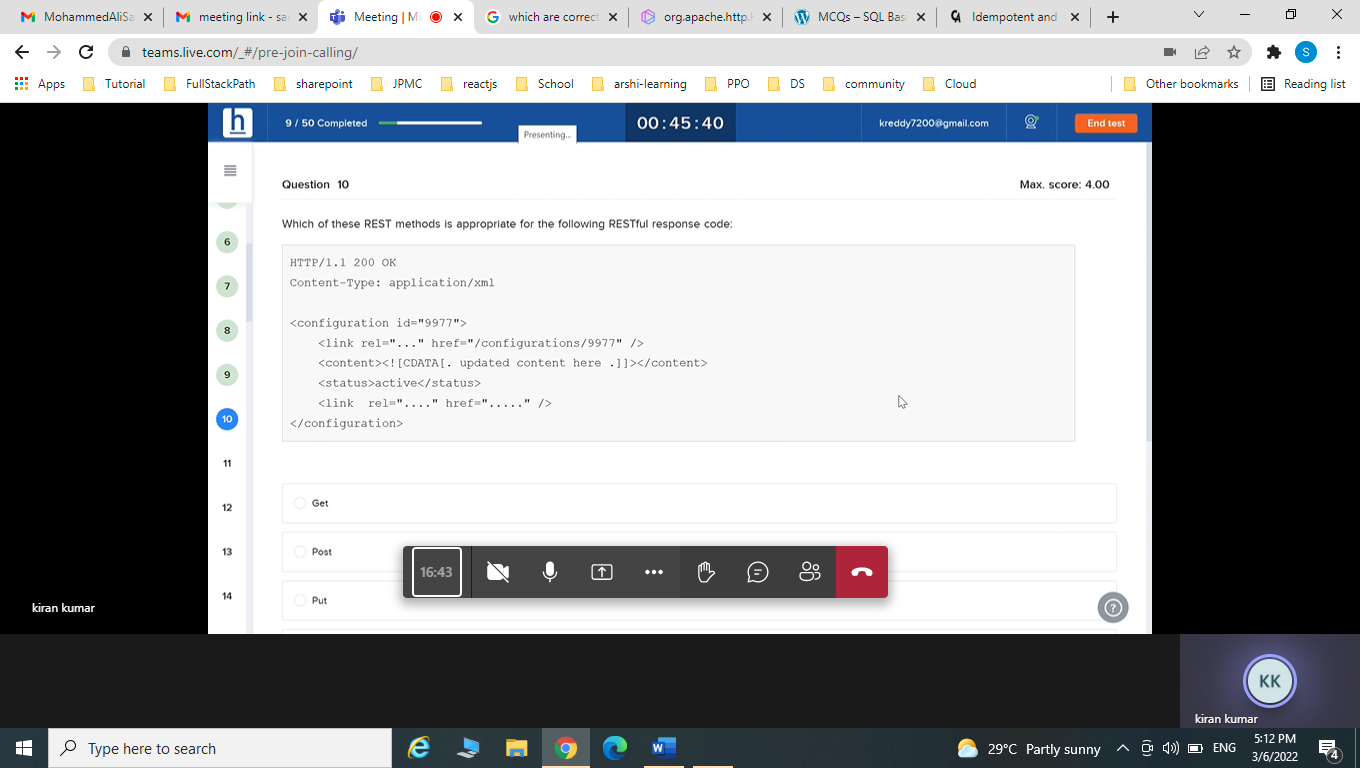 MohammedAliSa
meeting link - sa
Meeting | Mi
which are correct
org.apache.http.
MCQs – SQL Bas
Idempotent and
teams.live.com/_#/pre-join-calling/
S
Apps
Tutorial
FullStackPath
sharepoint
JPMC
reactjs
School
arshi-learning
PPO
DS
community
Cloud
Other bookmarks
Reading list
h
9 / 50 Completed
Presenting...
00:45:40
kreddy7200@gmail.com
End test
Question 10
Max. score: 4.00
Which of these REST methods is appropriate for the following RESTful response code:
HTTP/1.1 200 OK
Content-Type: application/xml
<configuration id="9977">
<link rel="..." href="/configurations/9977" />
<content><![CDATA[. updated content here .]]></content>
<status>active</status>
<link  rel="...." href="....." />
</configuration>
6
7
8
9
10
11
12
13
14
Get
Post
Put
16:43
?
kiran kumar
KK
kiran kumar
Type here to search
29°C Partly sunny
ENG
5:12 PM
3/6/2022
4